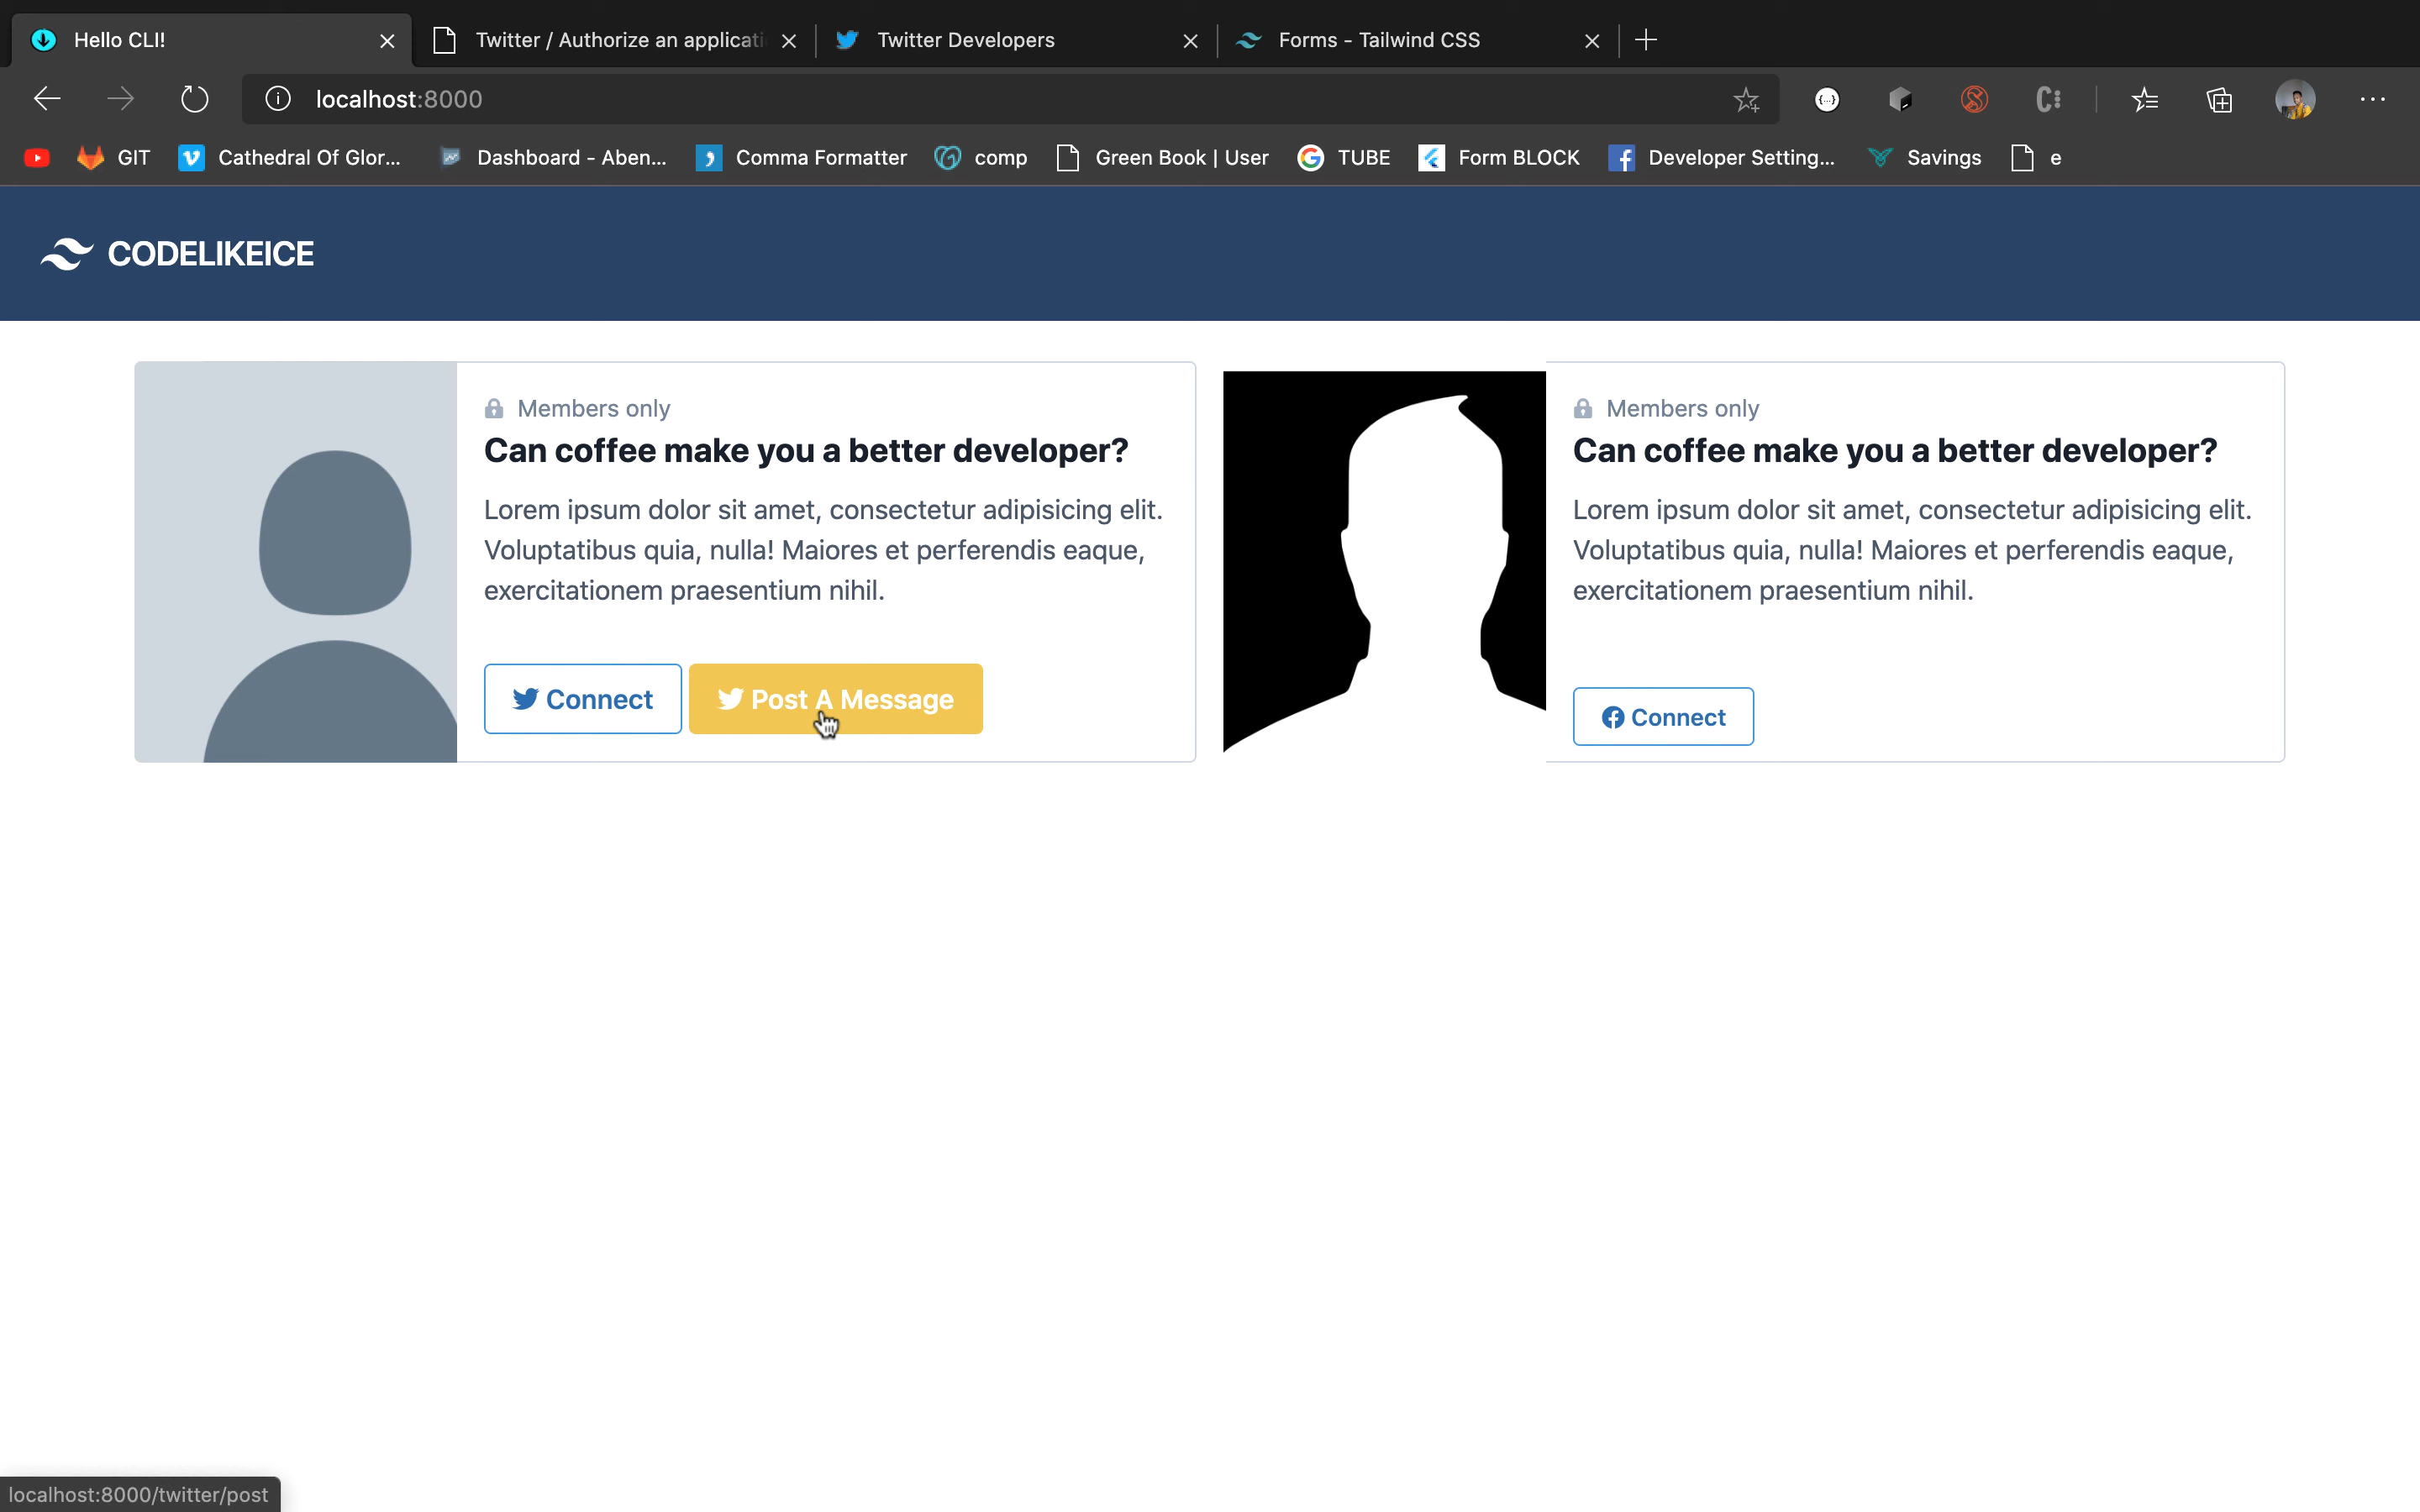 Hello CLI!
Twitter / Authorize an applicati
Twitter Developers
Forms - Tailwind CSS
localhost:8000
GIT
Cathedral Of Glor...
Dashboard - Aben...
Comma Formatter
comp
Green Book | User
TUBE
Form BLOCK
Developer Setting...
Savings
e
CODELIKEICE
Members only
Can coffee make you a better developer?
Lorem ipsum dolor sit amet, consectetur adipisicing elit.
Voluptatibus quia, nulla! Maiores et perferendis eaque,
exercitationem praesentium nihil.
Connect
Post A Message
Members only
Can coffee make you a better developer?
Lorem ipsum dolor sit amet, consectetur adipisicing elit.
Voluptatibus quia, nulla! Maiores et perferendis eaque,
exercitationem praesentium nihil.
Connect
localhost:8000/twitter/post